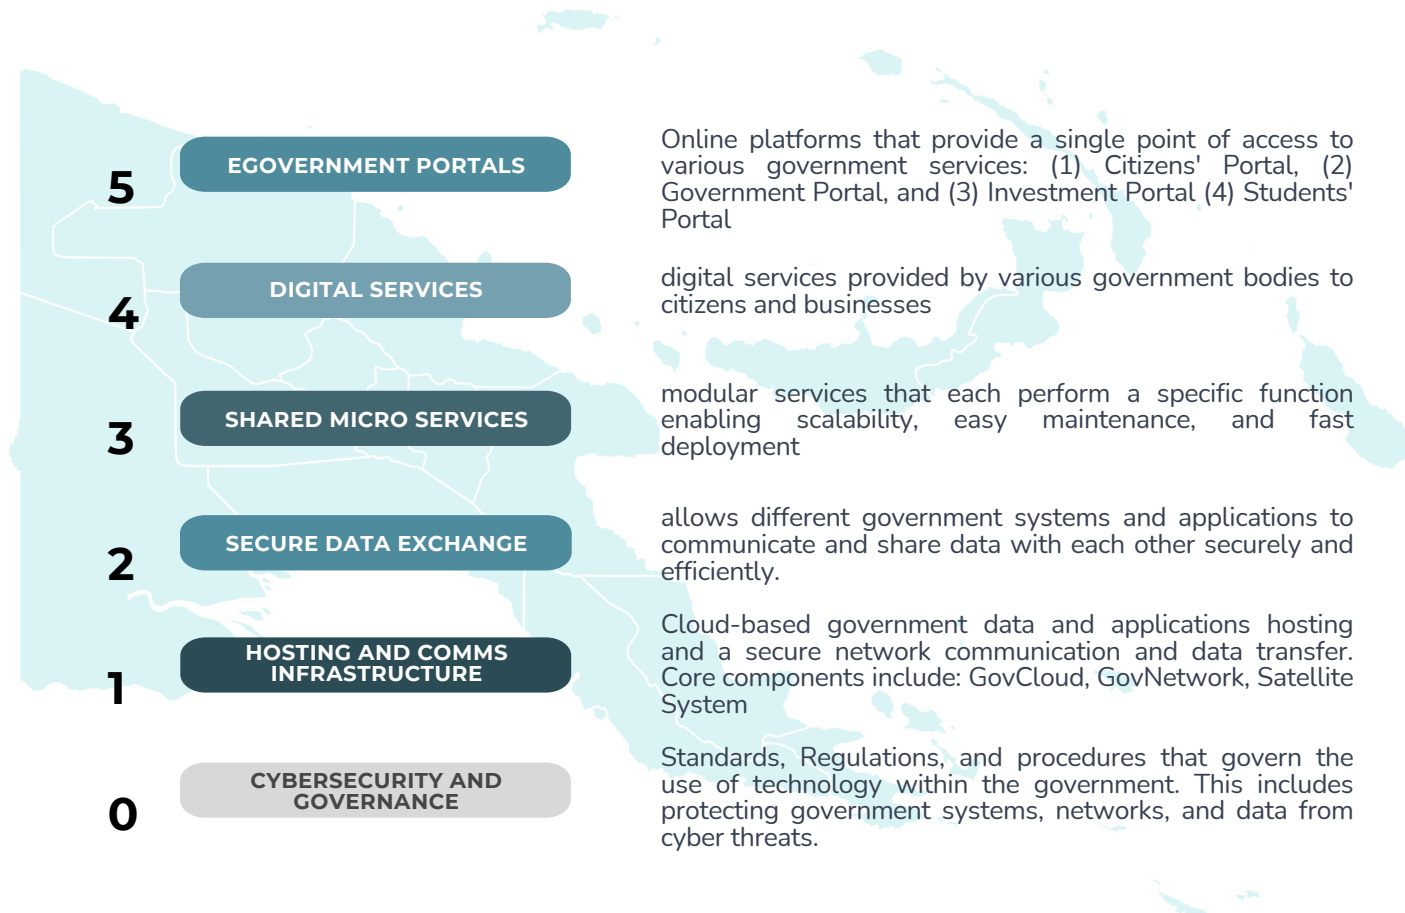 EGOVERNMENT PORTALS
5
Online platforms that provide a single point of access to
various government services: (1) Citizens' Portal, (2)
Government Portal, and (3) Investment Portal (4) Students'
Portal
DIGITAL SERVICES
4
digital services provided by various government bodies to
citizens and businesses
SHARED MICRO SERVICES
3
modular services that each perform a specific function
enabling scalability, easy maintenance, and fast
deployment
SECURE DATA EXCHANGE
2
allows different government systems and applications to
communicate and share data with each other securely and
efficiently.
HOSTING AND COMMS
INFRASTRUCTURE
1
Cloud-based government data and applications hosting
and a secure network communication and data transfer.
Core components include: GovCloud, GovNetwork, Satellite
System
CYBERSECURITY AND
GOVERNANCE
0
Standards, Regulations, and procedures that govern the
use of technology within the government. This includes
protecting government systems, networks, and data from
cyber threats.